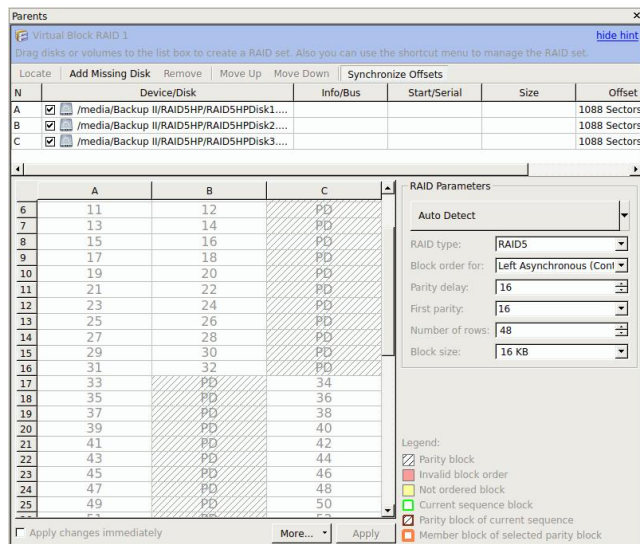 Parents
Virtual Block RAID 1
hide hint
Drag disks or volumes to the list box to create a RAID set. Also you can use the shortcut menu to manage the RAID set.
Locate Add Missing Disk Remove Move Up Move Down Synchronize Offsets
N Device/Disk Info/Bus Start/Serial Size Offset
A /media/Backup II/RAID5HP/RAID5HPDisk1.... 1088 Sectors
B /media/Backup II/RAID5HP/RAID5HPDisk2.... 1088 Sectors
C /media/Backup II/RAID5HP/RAID5HPDisk3.... 1088 Sectors
A B C
6 11 12 PD
7 13 14 PD
8 15 16 PD
9 17 18 PD
10 19 20 PD
11 21 22 PD
12 23 24 PD
13 25 26 PD
14 27 28 PD
15 29 30 PD
16 31 32 PD
17 33 PD 34
18 35 PD 36
19 37 PD 38
20 39 PD 40
21 41 PD 42
22 43 PD 44
23 45 PD 46
24 47 PD 48
25 49 PD 50
RAID Parameters
Auto Detect
RAID type: RAID5
Block order for: Left Asynchronous (Cont
Parity delay: 16
First parity: 16
Number of rows: 48
Block size: 16 KB
Legend:
Parity block
Invalid block order
Not ordered block
Current sequence block
Parity block of current sequence
Member block of selected parity block
Apply changes immediately
More...
Apply